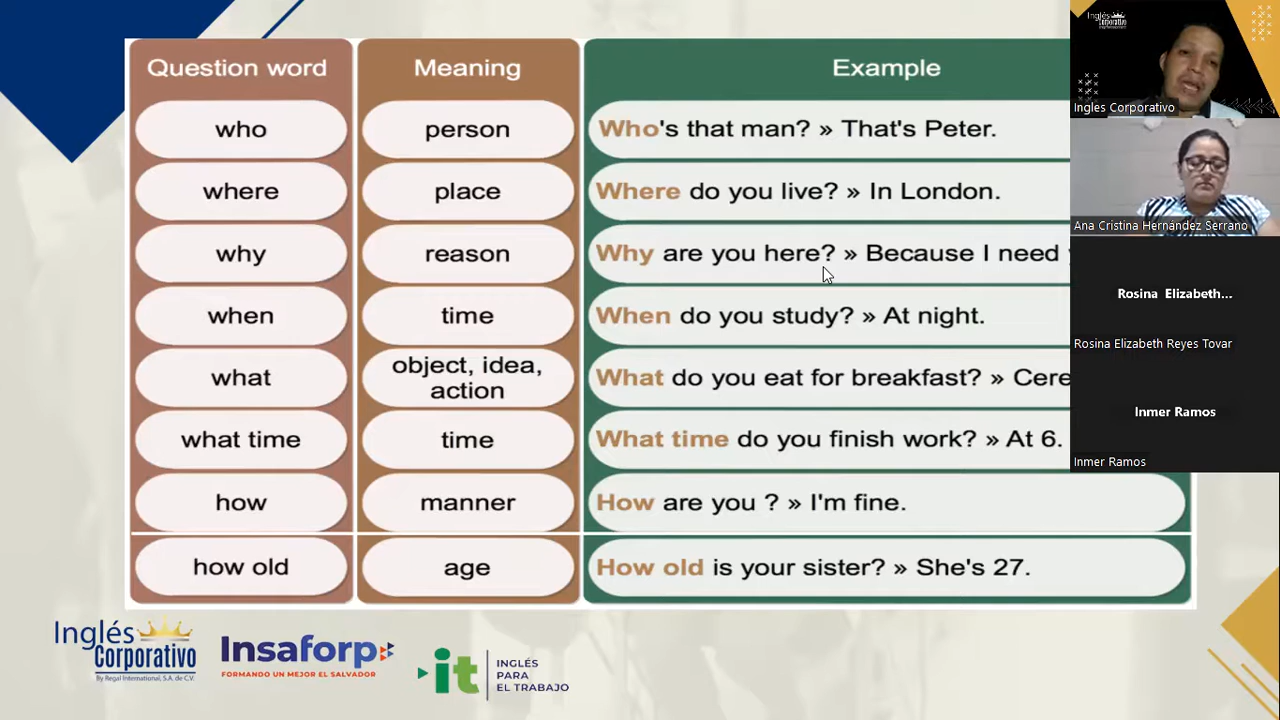 Question word Meaning Example
who person Who's that man? » That's Peter.
where place Where do you live? » In London.
why reason Why are you here? » Because I need
when time When do you study? » At night.
what object, idea, action What do you eat for breakfast? » Cere
what time time What time do you finish work? » At 6.
how manner How are you ? » I'm fine.
how old age How old is your sister? » She's 27.
Inglés
Corporativo
By Regal International, S.A. de C.V.
Insaforp
FORMANDO UN MEJOR EL SALVADOR
it
INGLÉS
PARA
EL TRABAJO
Inglés
Corporativo
Ingles Corporativo
Ana Cristina Hernández Serrano
Rosina Elizabeth...
Rosina Elizabeth Reyes Tovar
Inmer Ramos
Inmer Ramos